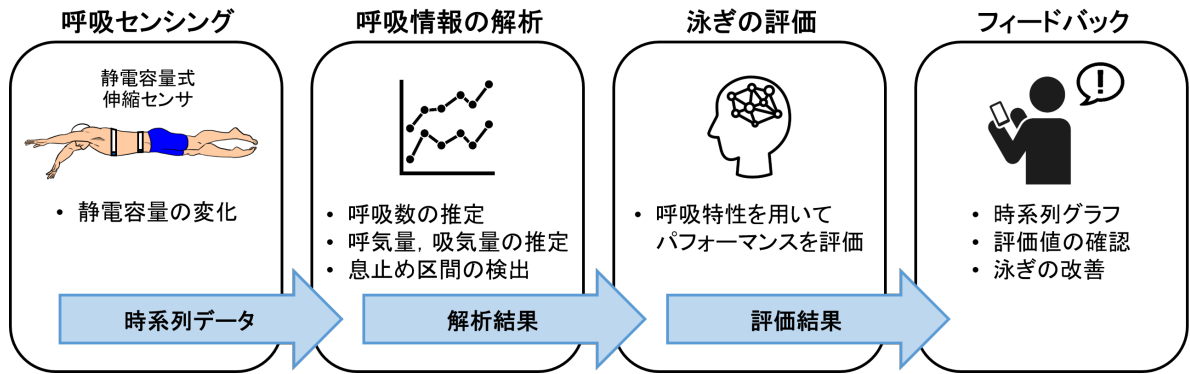 呼吸センシング
静電容量式
伸縮センサ
• 静電容量の変化
時系列データ
呼吸情報の解析
• 呼吸数の推定
• 呼気量，吸気量の推定
• 息止め区間の検出
解析結果
泳ぎの評価
• 呼吸特性を用いて
パフォーマンスを評価
評価結果
フィードバック
!
• 時系列グラフ
• 評価値の確認
• 泳ぎの改善